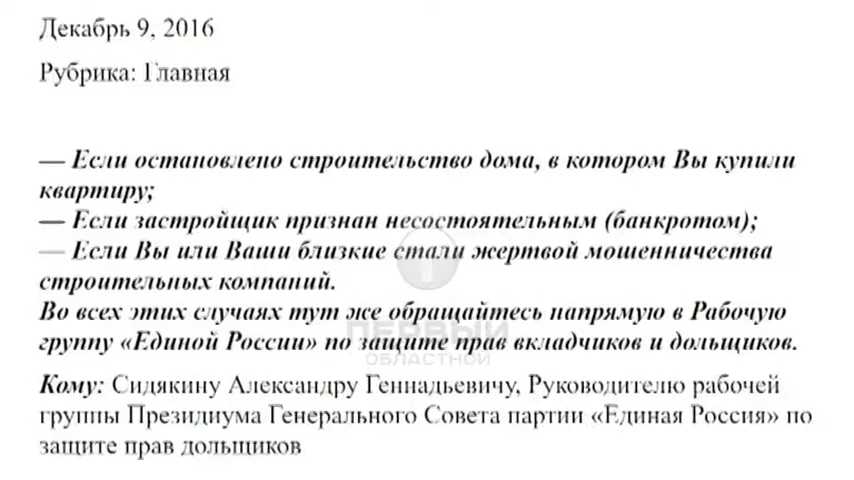 Декабрь 9, 2016
Рубрика: Главная
— Если остановлено строительство дома, в котором Вы купили
квартиру;
— Если застройщик признан несостоятельным (банкротом);
— Если Вы или Ваши близкие стали жертвой мошенничества
строительных компаний.
Во всех этих случаях тут же обращайтесь напрямую в Рабочую
группу «Единой России» по защите прав вкладчиков и дольщиков.
ПЕРВЫЙ
ОБЛАСТНОЙ
Кому: Сидякину Александру Геннадьевичу, Руководителю рабочей
группы Президиума Генерального Совета партии «Единая Россия» по
защите прав дольщиков